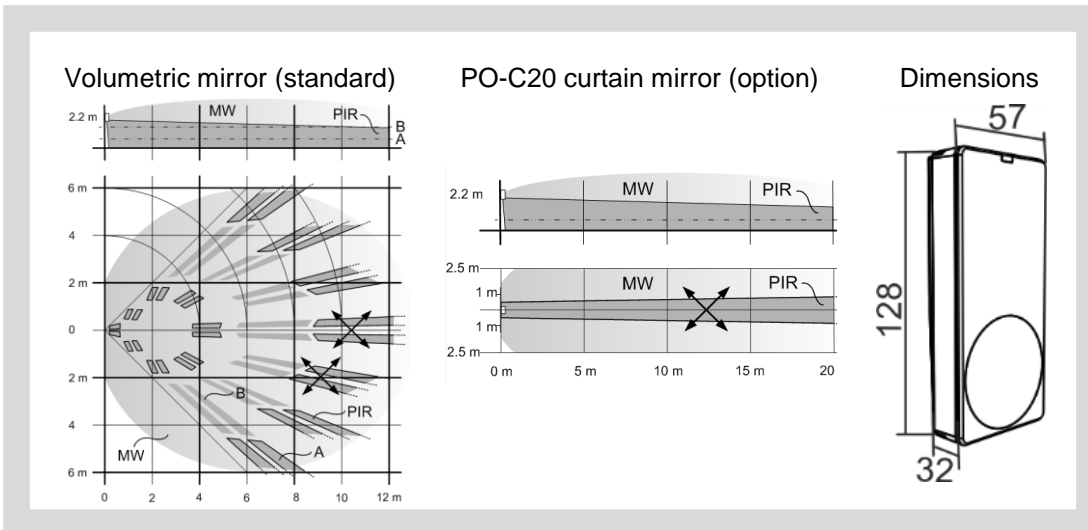 Volumetric mirror (standard)
2.2 m
MW
PIR
B
A
6 m
4
2 m
0
2 m
4
6 m
B
PIR
A
MW
0 2 4 6 8 10 12 m
PO-C20 curtain mirror (option)
2.2 m
MW
PIR
2.5 m
1 m
1 m
2.5 m
MW
PIR
0 m 5 m 10 m 15 m 20
Dimensions
57
128
32